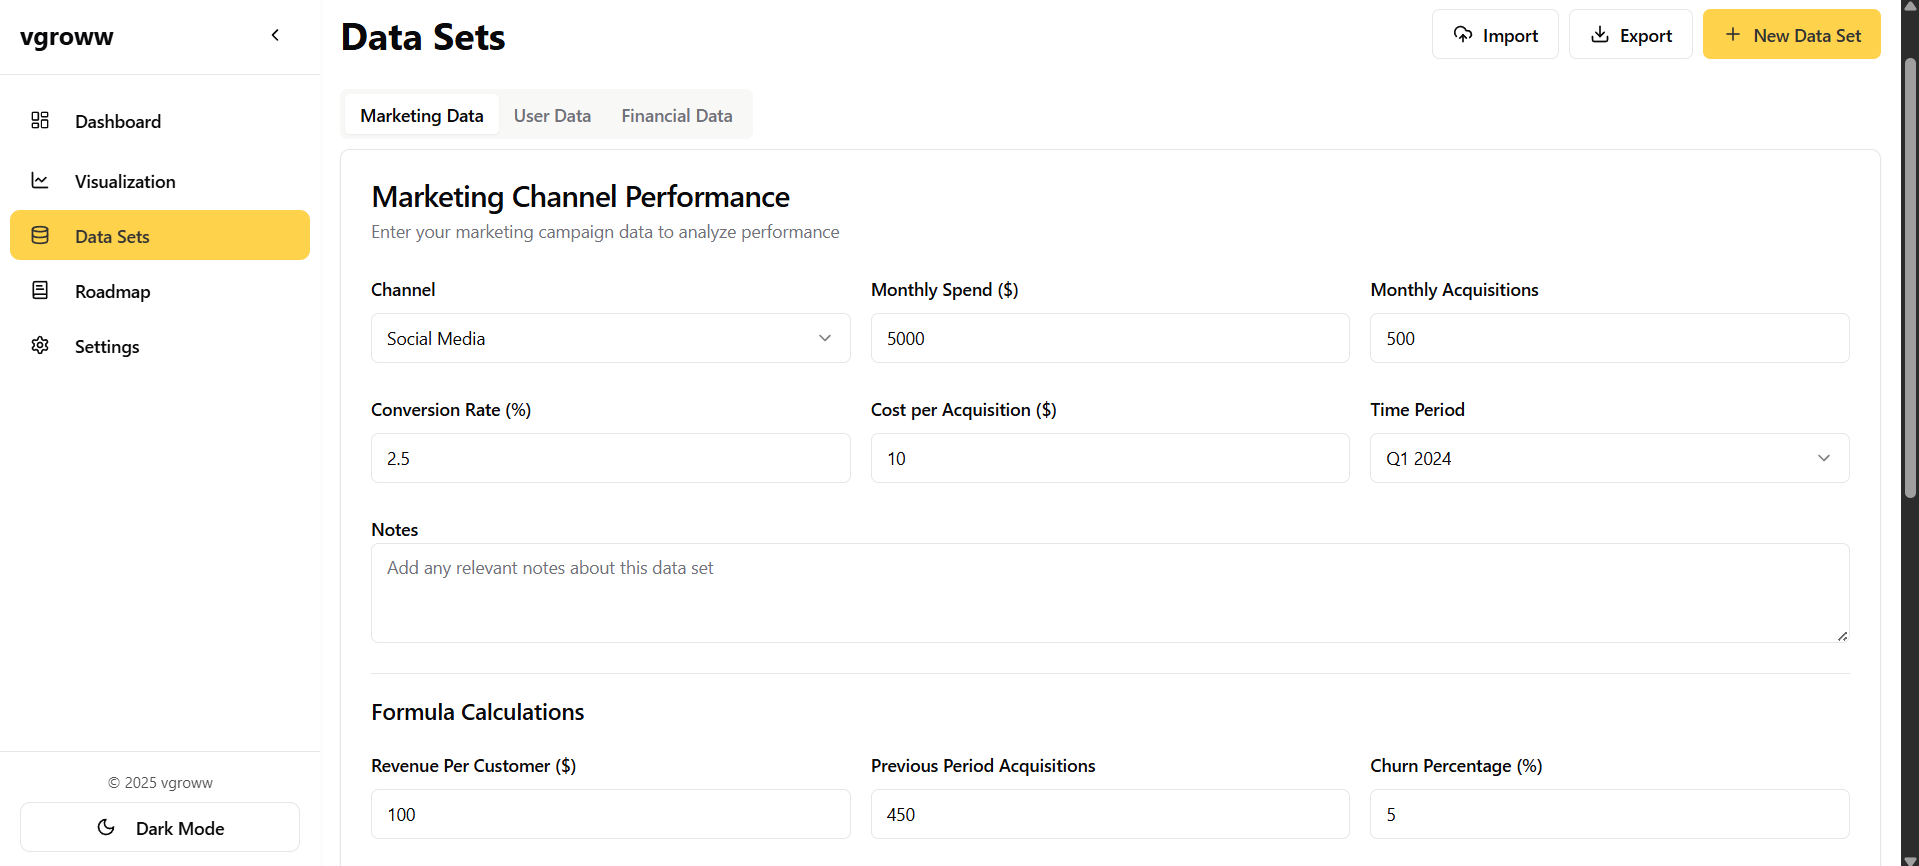 vgroww
Dashboard
Visualization
Data Sets
Roadmap
Settings
© 2025 vgroww
Dark Mode
Data Sets
Import
Export
New Data Set
Marketing Data
User Data
Financial Data
Marketing Channel Performance
Enter your marketing campaign data to analyze performance
Channel
Monthly Spend ($)
Monthly Acquisitions
Social Media
5000
500
Conversion Rate (%)
Cost per Acquisition ($)
Time Period
2.5
10
Q1 2024
Notes
Add any relevant notes about this data set
Formula Calculations
Revenue Per Customer ($)
Previous Period Acquisitions
Churn Percentage (%)
100
450
5